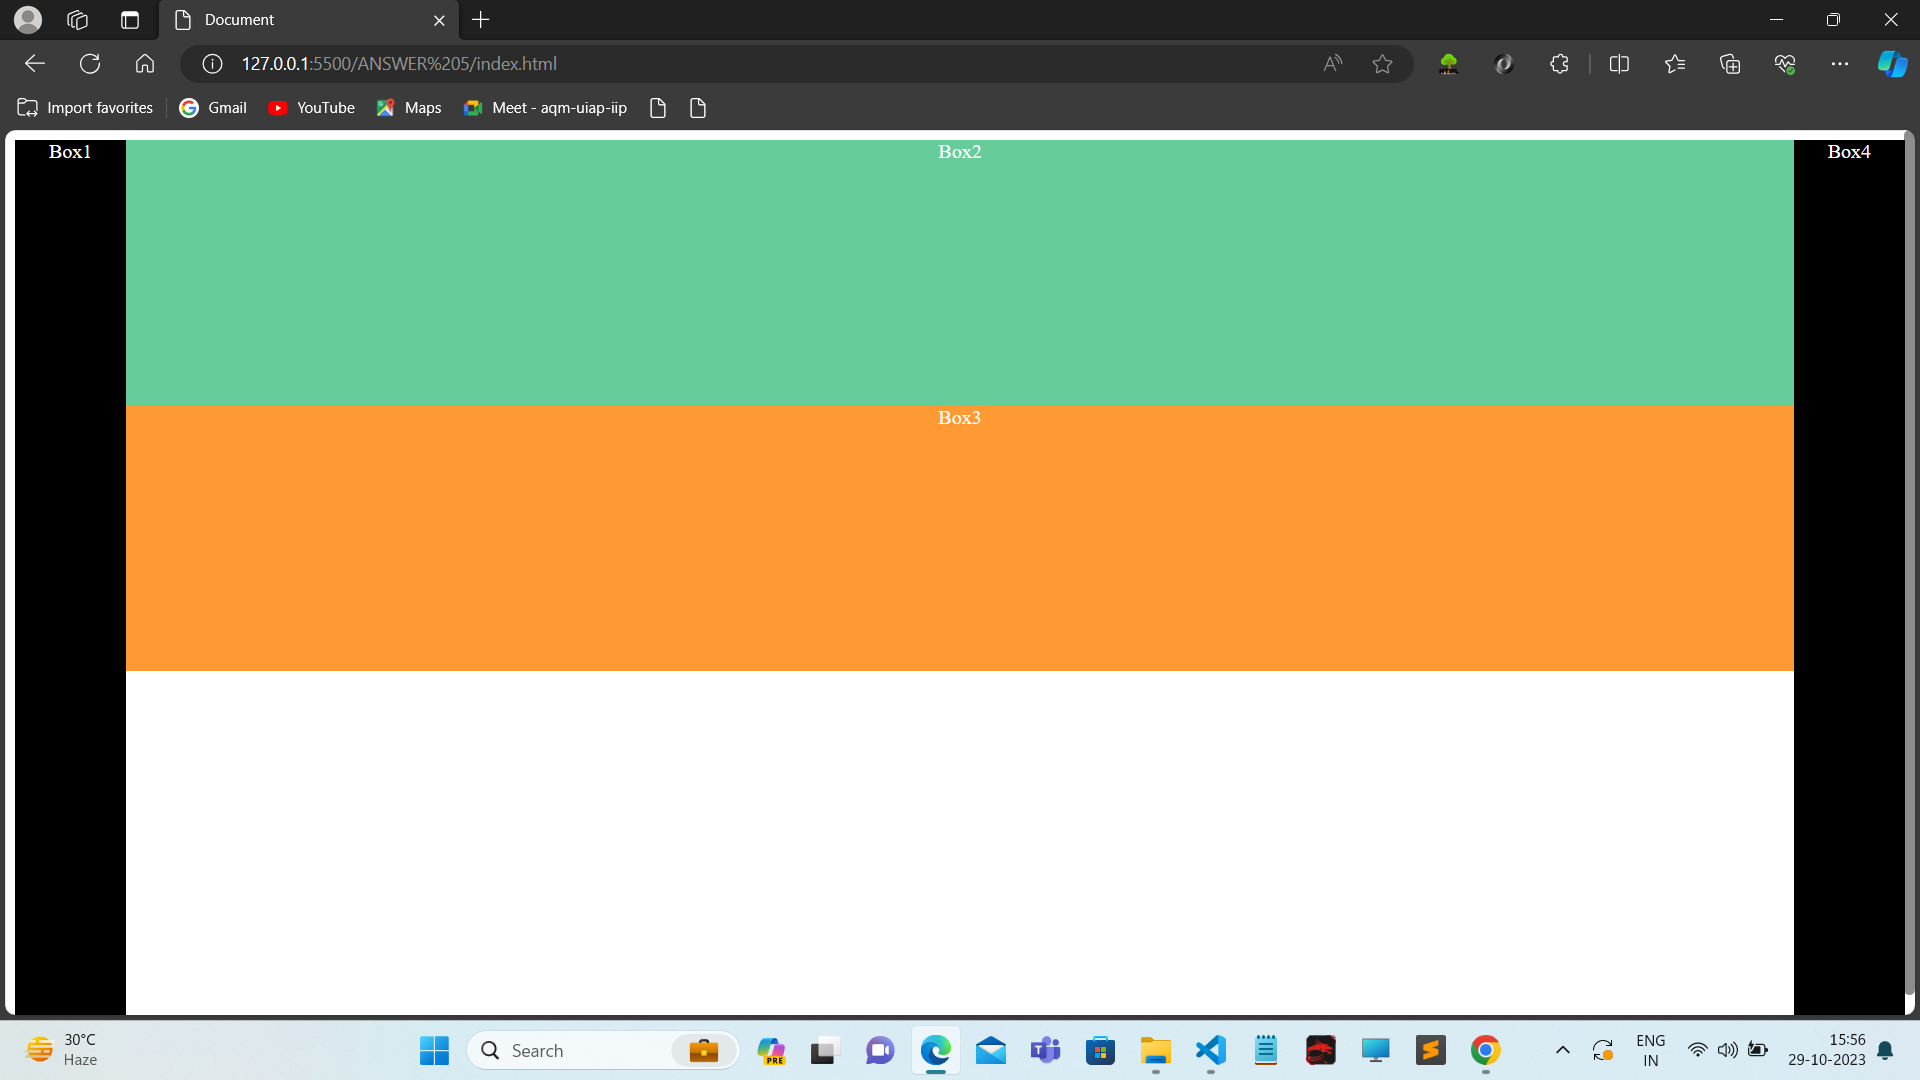 Document
127.0.0.1:5500/ANSWER%205/index.html
Import favorites
Gmail
YouTube
Maps
Meet - aqm-uiap-iip
Box1
Box2
Box4
Box3
30°C
Haze
Search
PRE
ENG
IN
15:56
29-10-2023